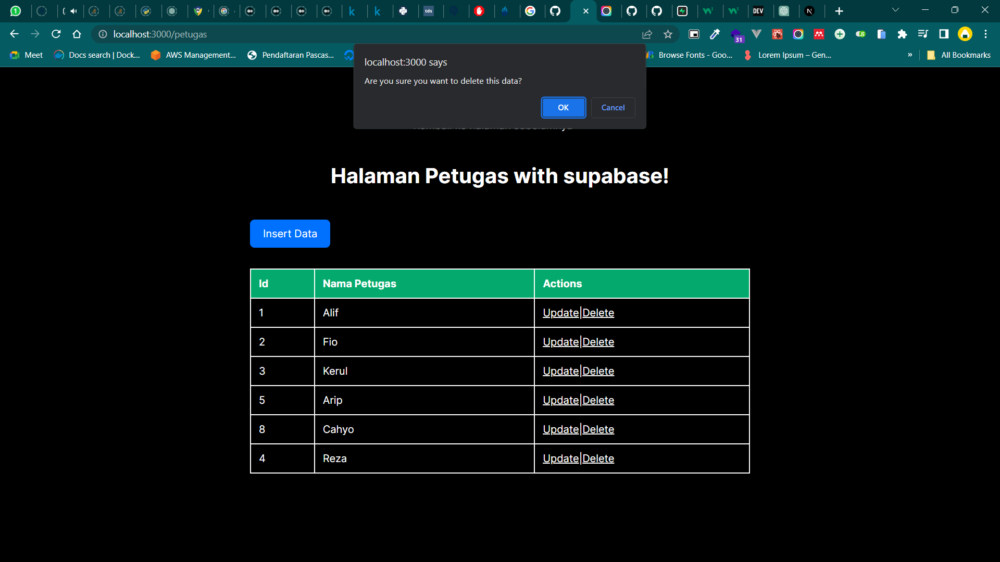 tds
DEV
localhost:3000/petugas
31
Meet
Docs search | Dock...
AWS Management...
Pendaftaran Pascas...
Browse Fonts - Goo...
Lorem Ipsum – Gen...
»
All Bookmarks
localhost:3000 says
Are you sure you want to delete this data?
OK
Cancel
Halaman Petugas with supabase!
Insert Data
Id Nama Petugas Actions
1 Alif Update|Delete
2 Fio Update|Delete
3 Kerul Update|Delete
5 Arip Update|Delete
8 Cahyo Update|Delete
4 Reza Update|Delete